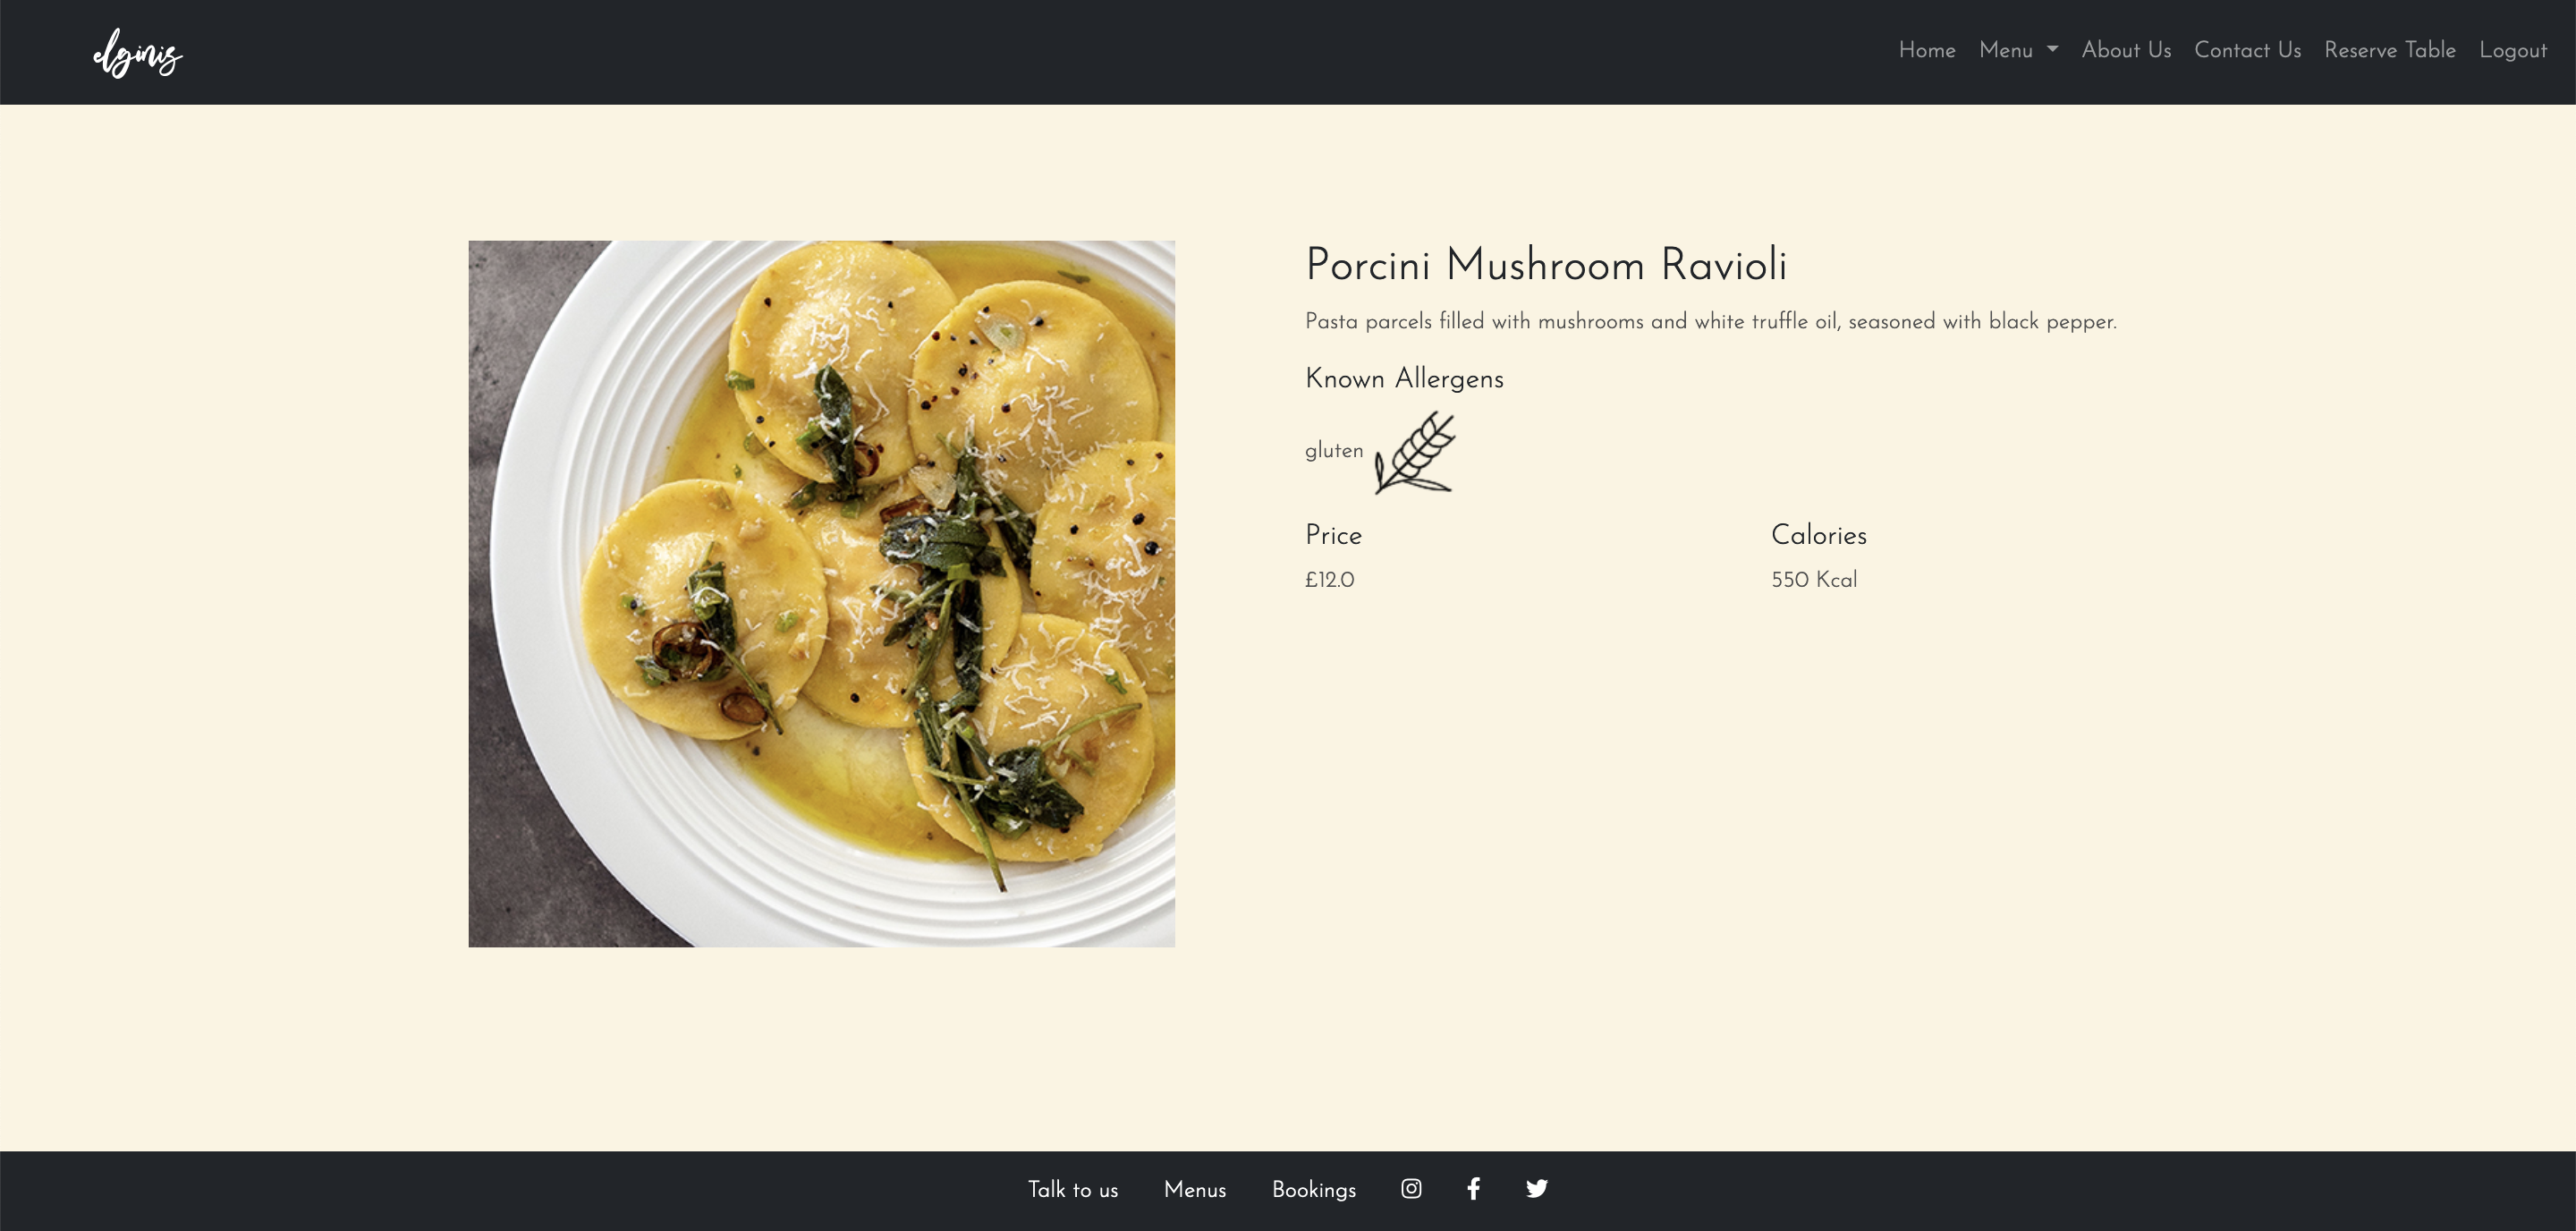 elginis
Home Menu About Us Contact Us Reserve Table Logout
Porcini Mushroom Ravioli
Pasta parcels filled with mushrooms and white truffle oil, seasoned with black pepper.
Known Allergens
gluten
Price Calories
£12.0 550 Kcal
Talk to us Menus Bookings